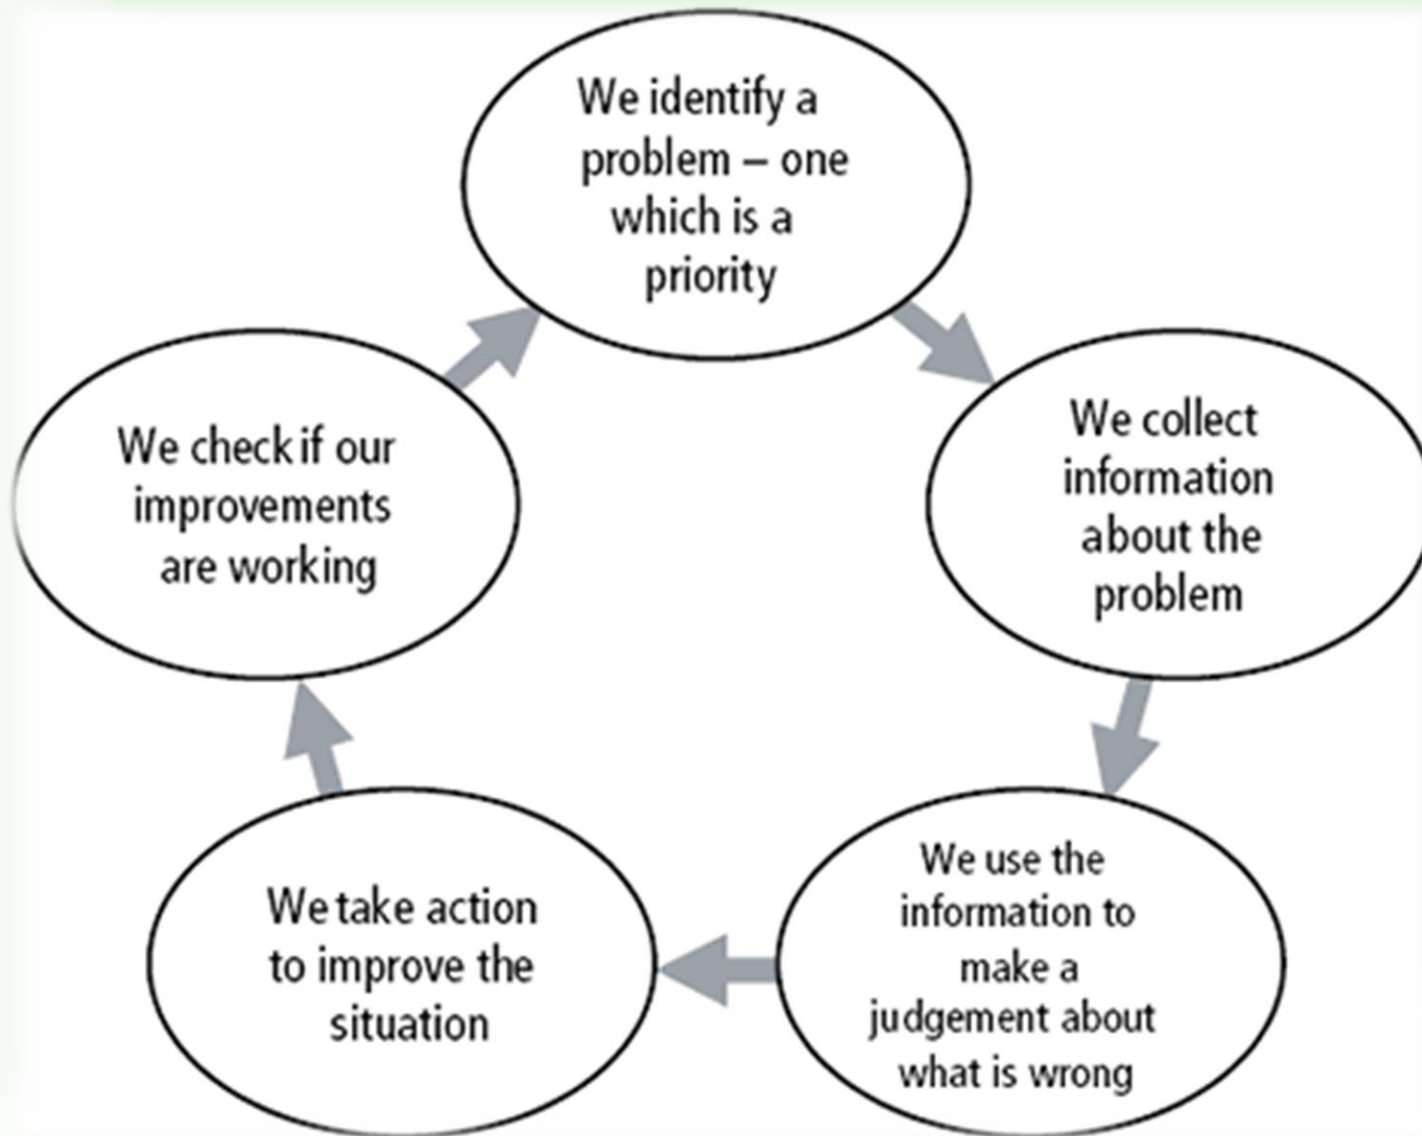 We identify a
problem – one
which is a
priority
We collect
information
about the
problem
We use the
information to
make a
judgement about
what is wrong
We take action
to improve the
situation
We check if our
improvements
are working